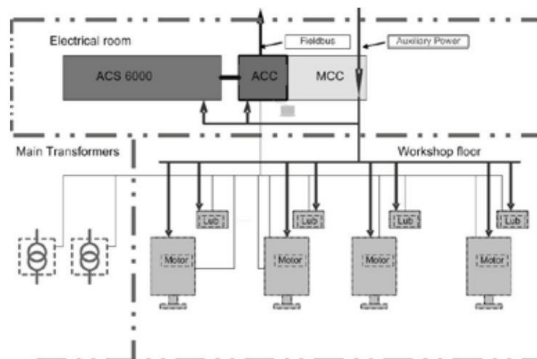 Electrical room
Fieldbus
Auxiliary Power
ACS 6000
ACC
MCC
Main Transformers
Workshop floor
Lub
Lub
Lub
Lub
Motor
Motor
Motor
Motor